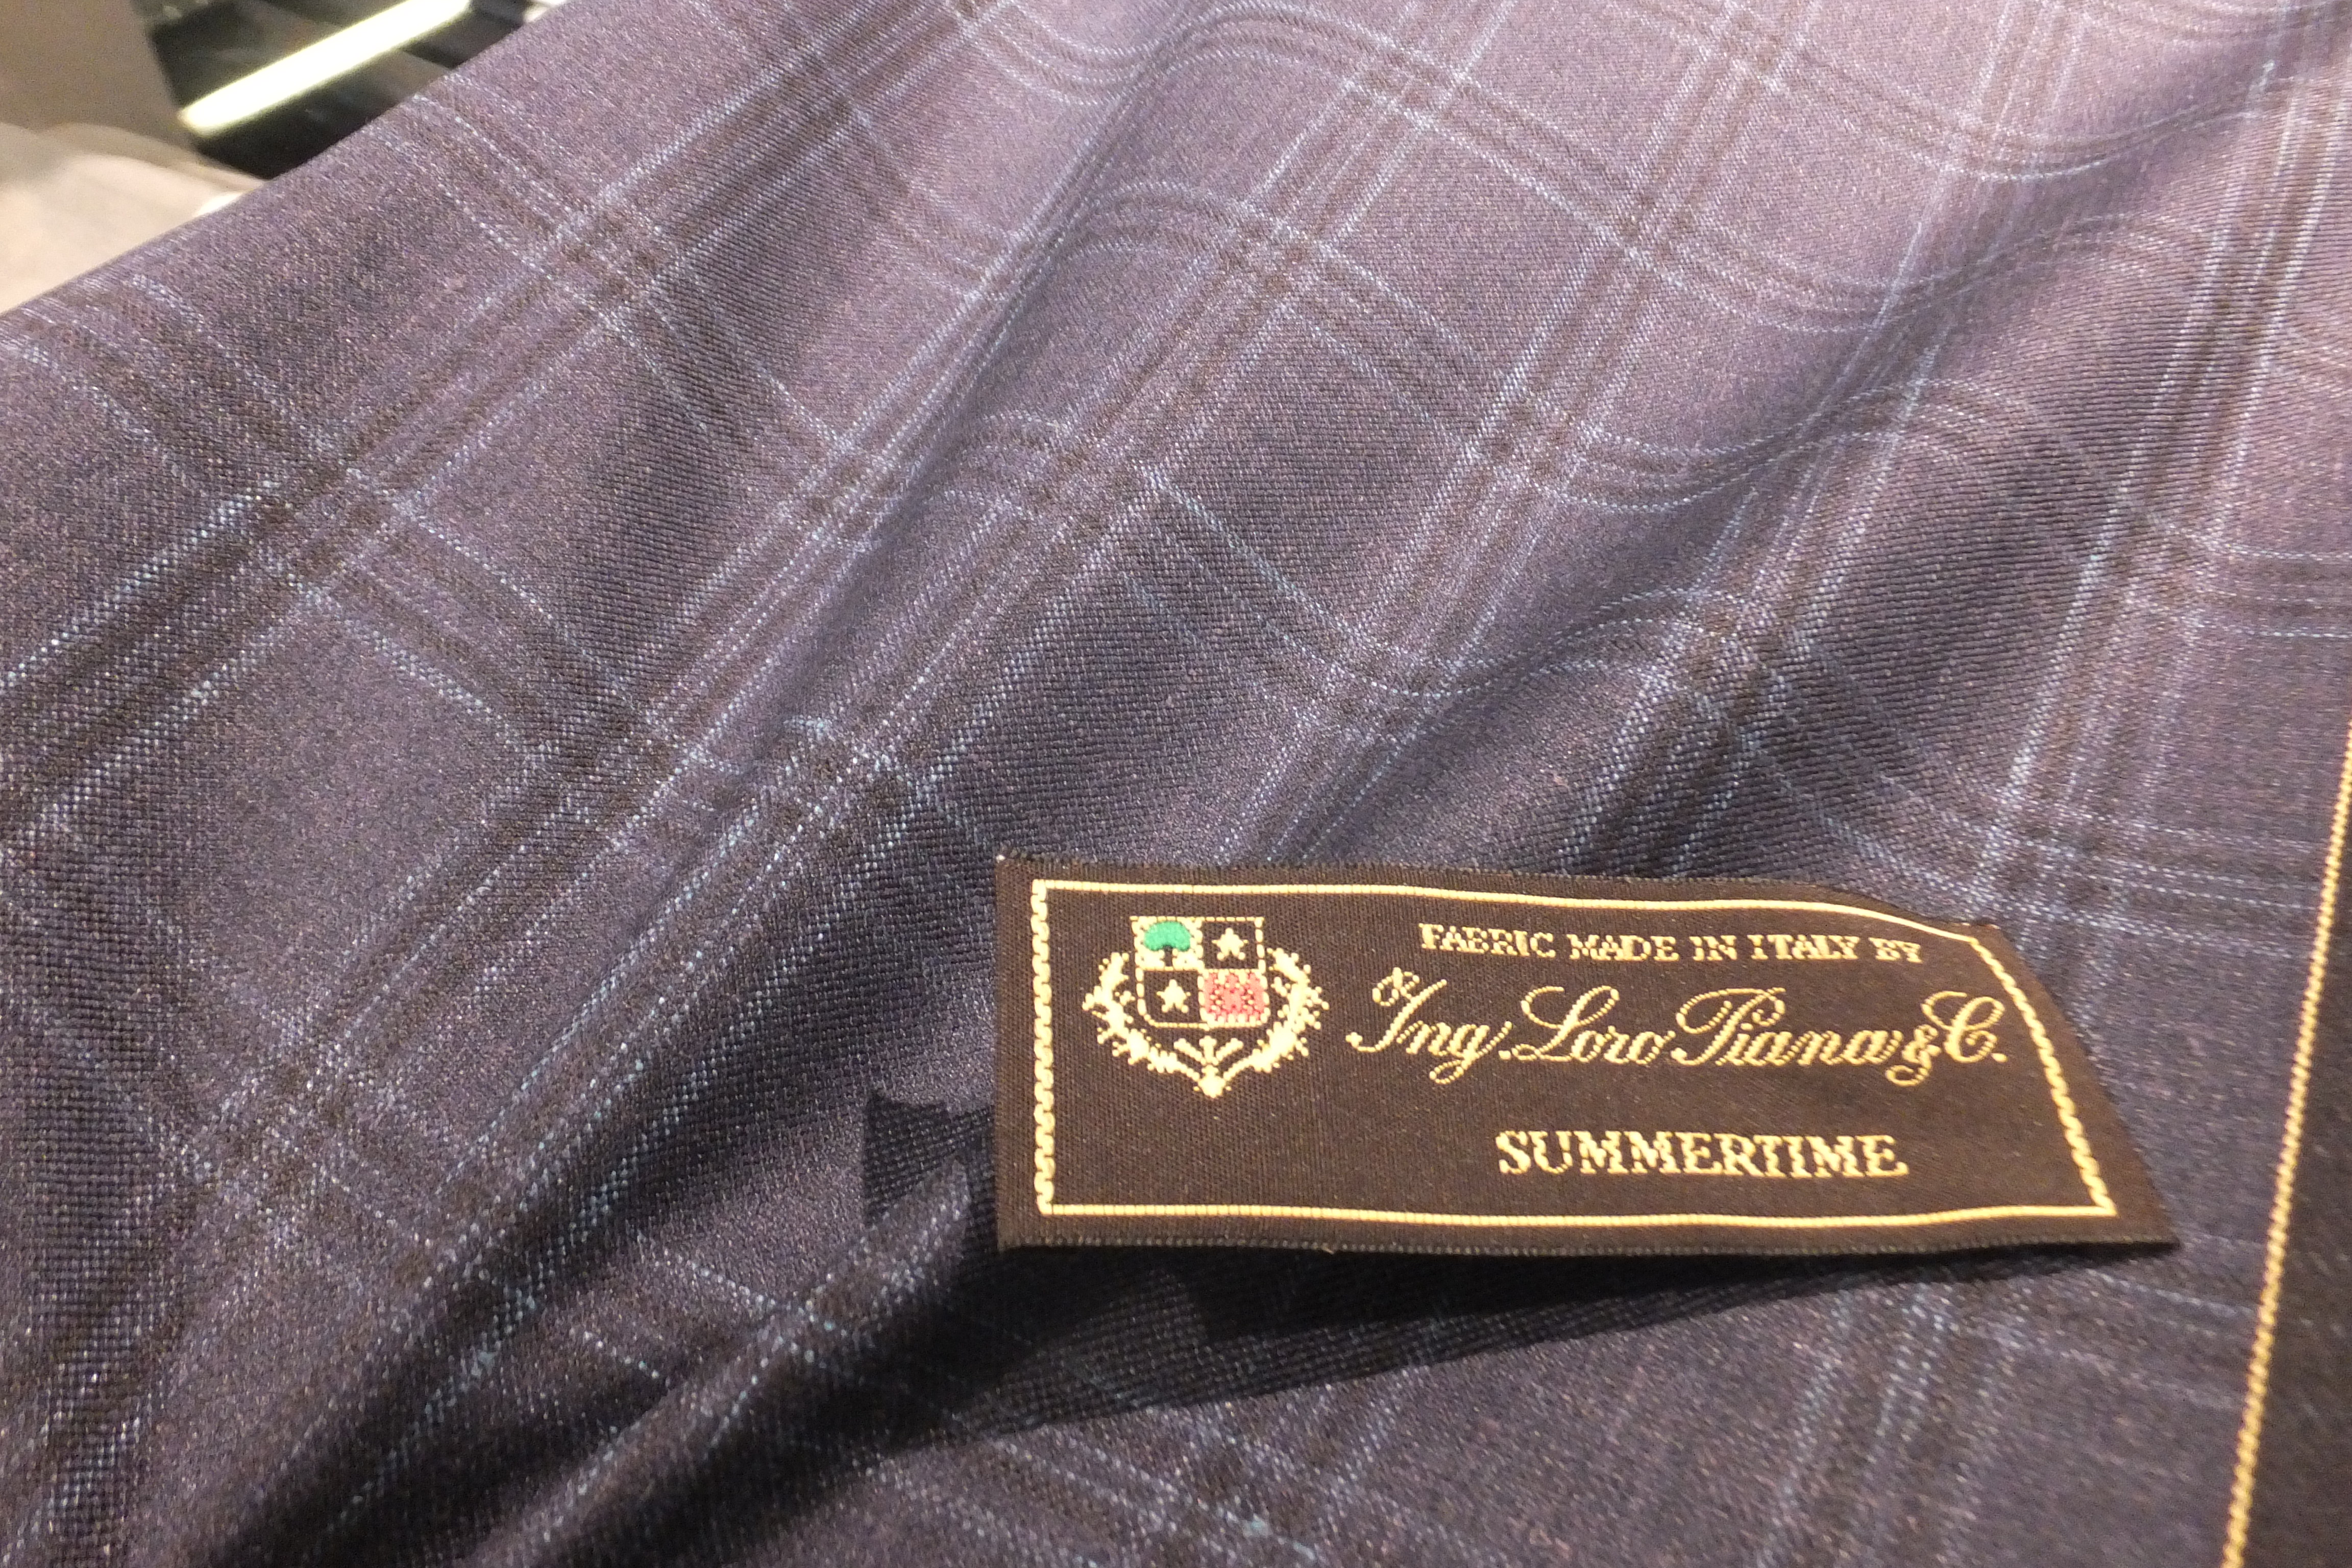 FABRIC MADE IN ITALY BY
Ing. Loro Piana & C.
SUMMERTIME